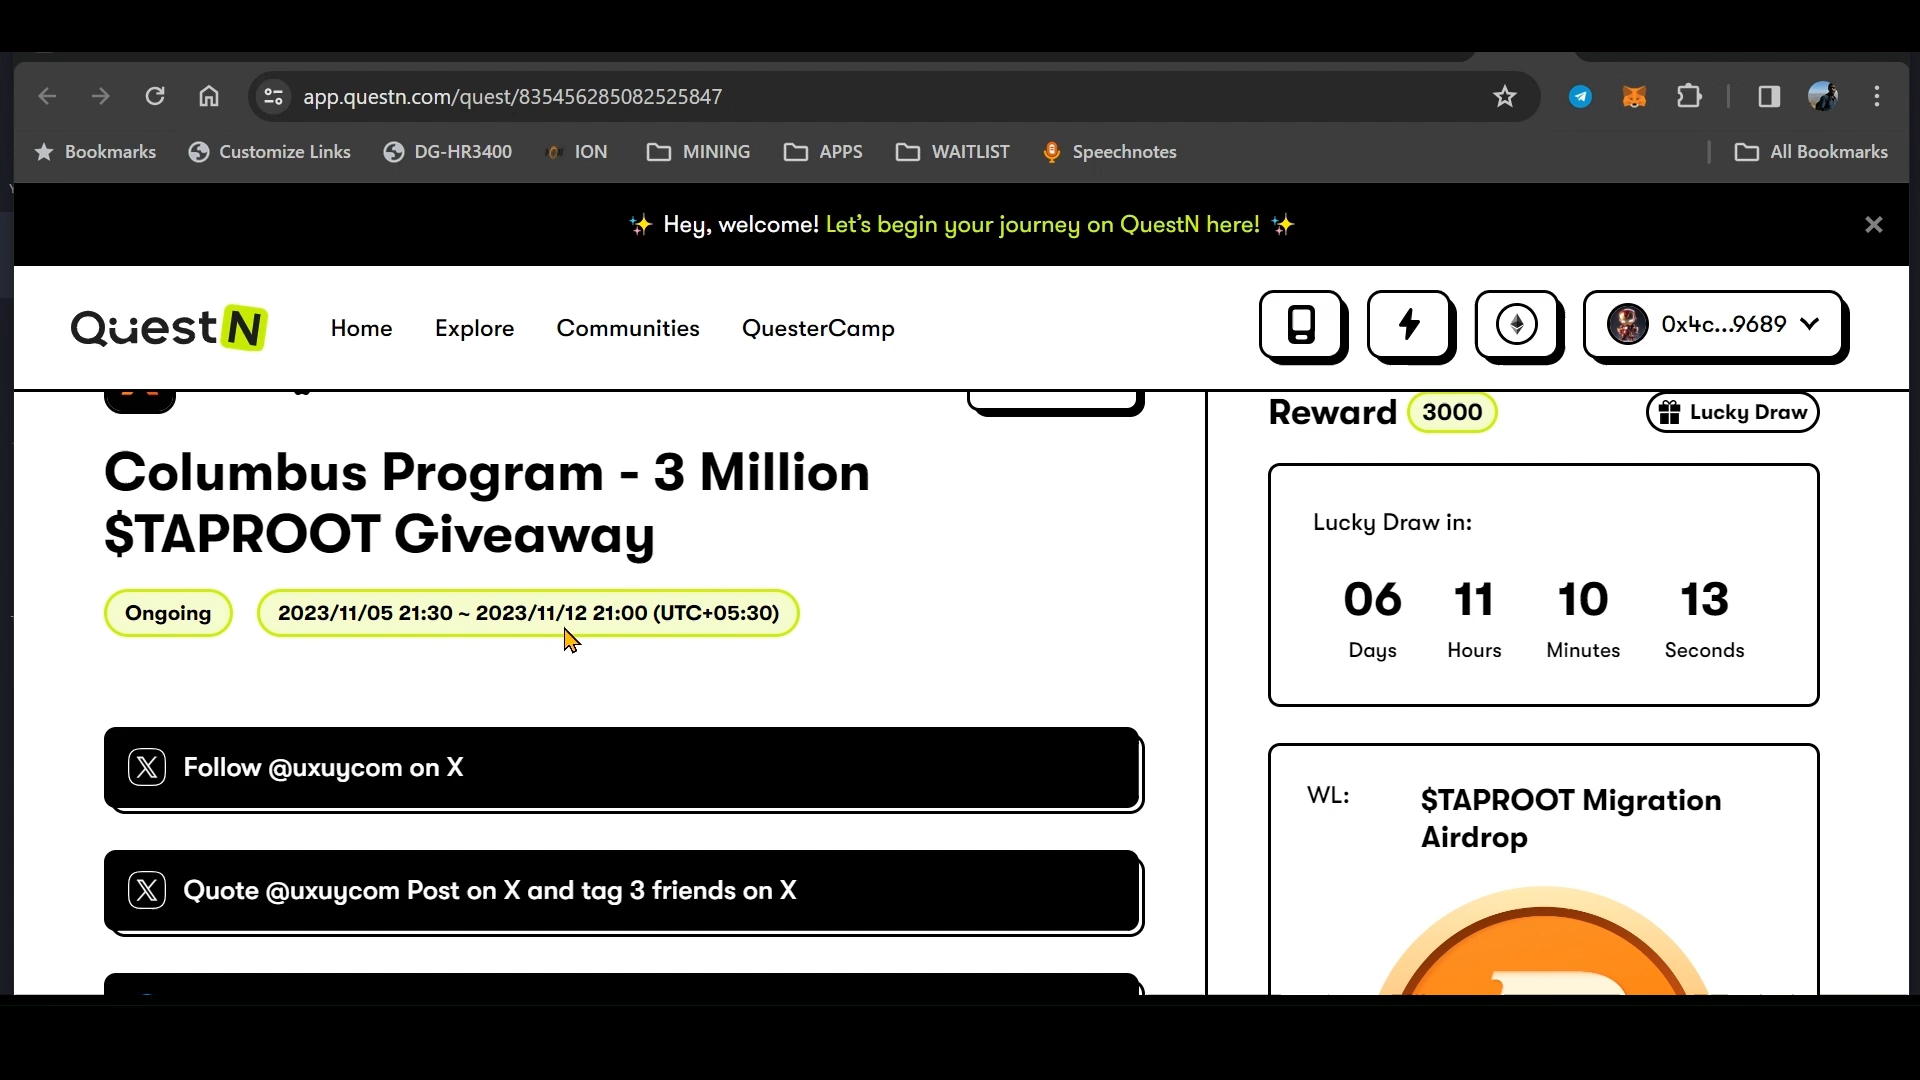 app.questn.com/quest/835456285082525847
Bookmarks Customize Links DG-HR3400 ION MINING APPS WAITLIST Speechnotes All Bookmarks
✨ Hey, welcome! Let's begin your journey on QuestN here! ✨
QuestN Home Explore Communities QuesterCamp 0x4c...9689
Reward 3000 Lucky Draw
Columbus Program - 3 Million
$TAPROOT Giveaway
Ongoing 2023/11/05 21:30 ~ 2023/11/12 21:00 (UTC+05:30)
Lucky Draw in:
06 11 10 13
Days Hours Minutes Seconds
Follow @uxuycom on X
Quote @uxuycom Post on X and tag 3 friends on X
WL: $TAPROOT Migration
Airdrop